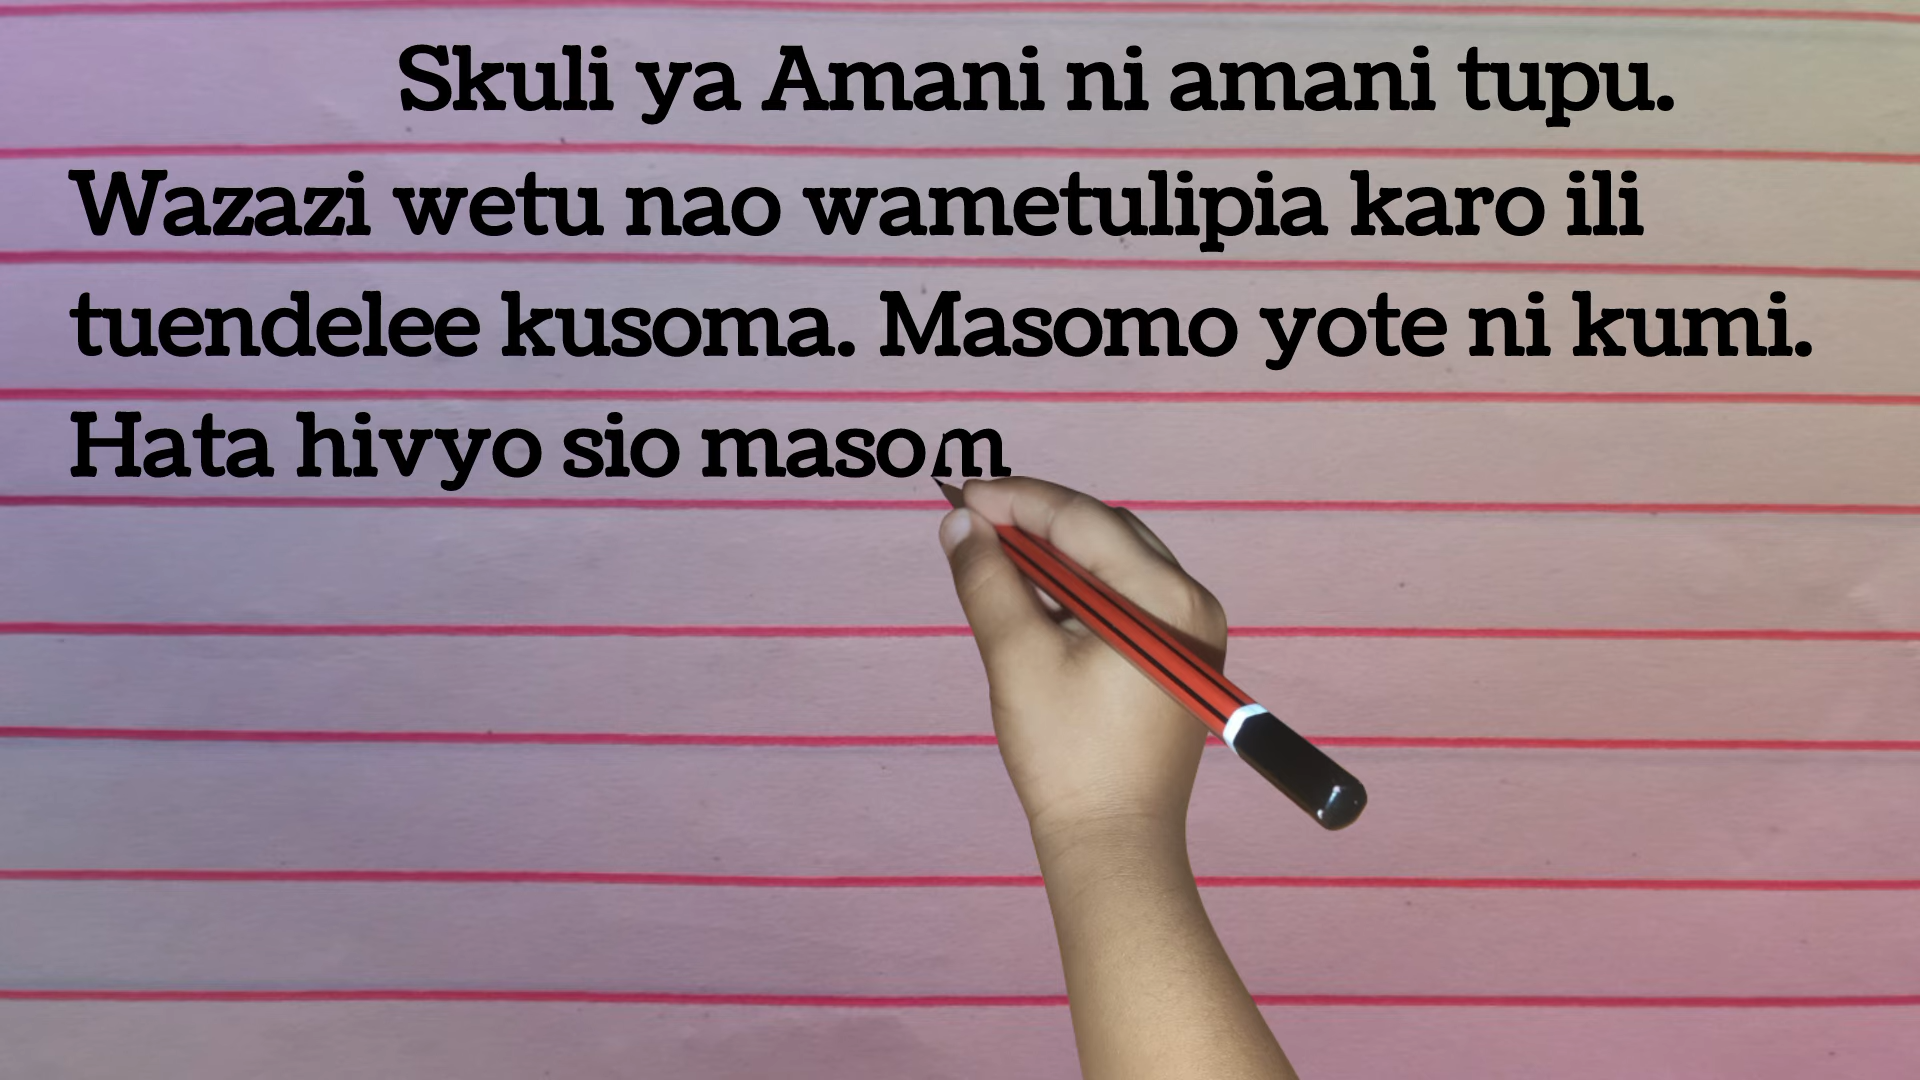 Skuli ya Amani ni amani tupu.
Wazazi wetu nao wametulipia karo ili
tuendelee kusoma. Masomo yote ni kumi.
Hata hivyo sio masom